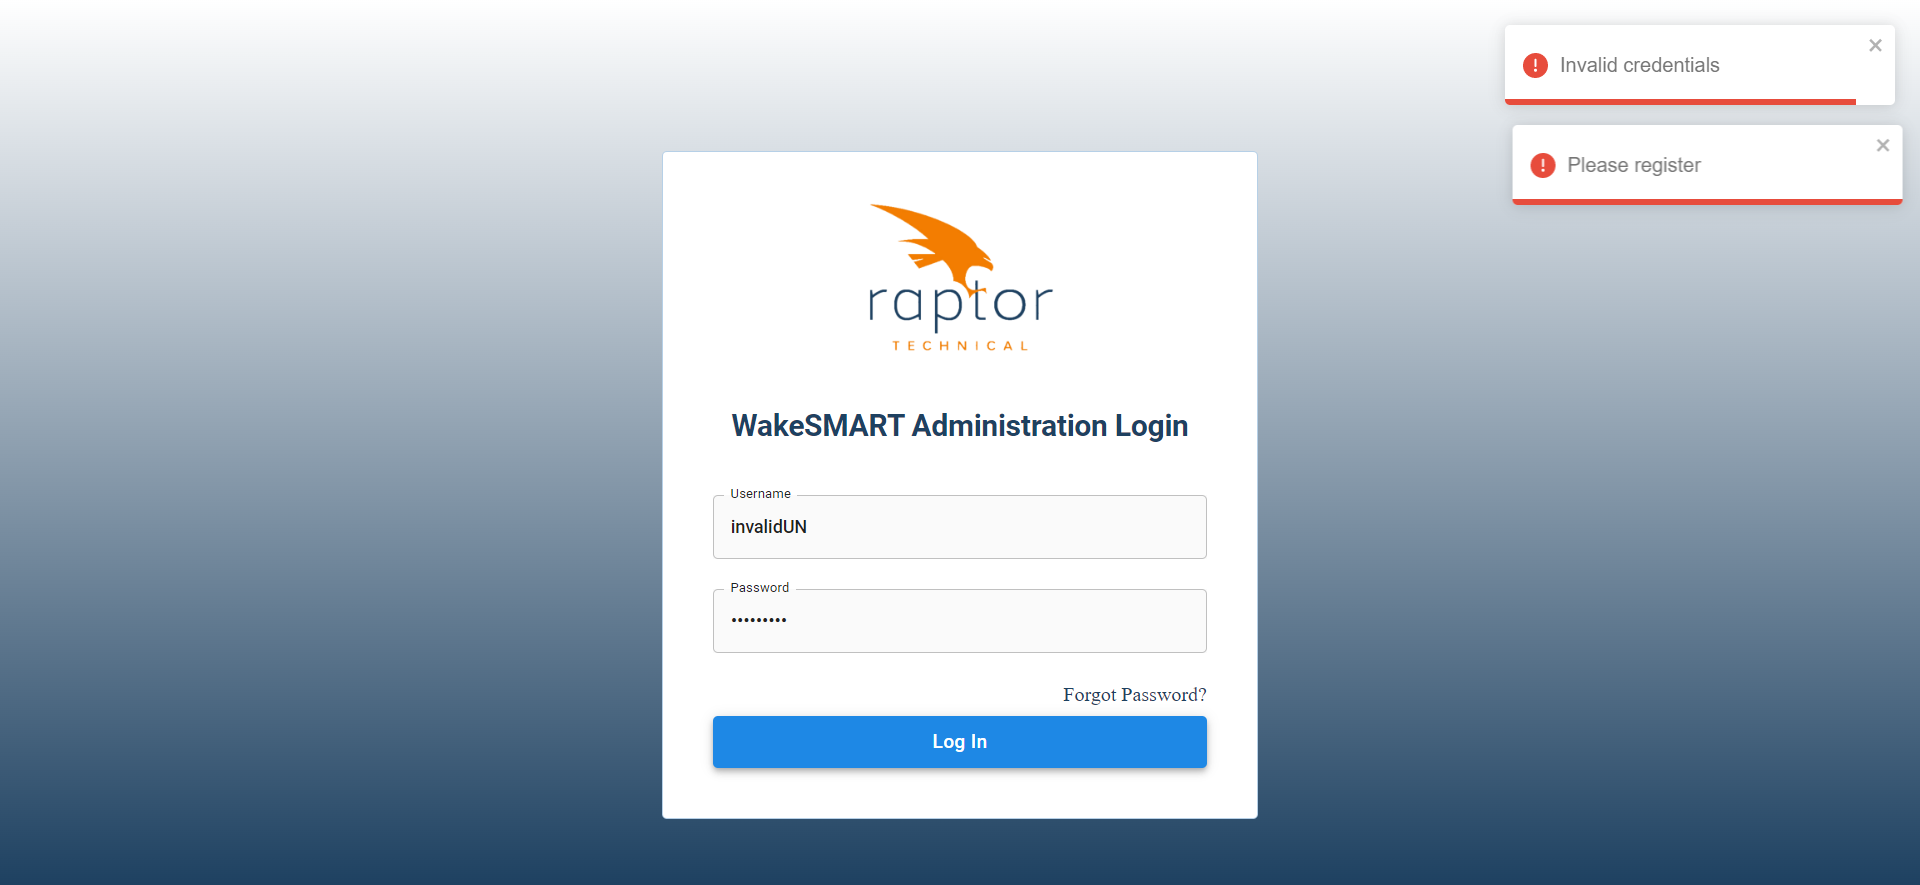 Invalid credentials
Please register
raptor
TECHNICAL
WakeSMART Administration Login
Username
invalidUN
Password
•••••••••
Forgot Password?
Log In